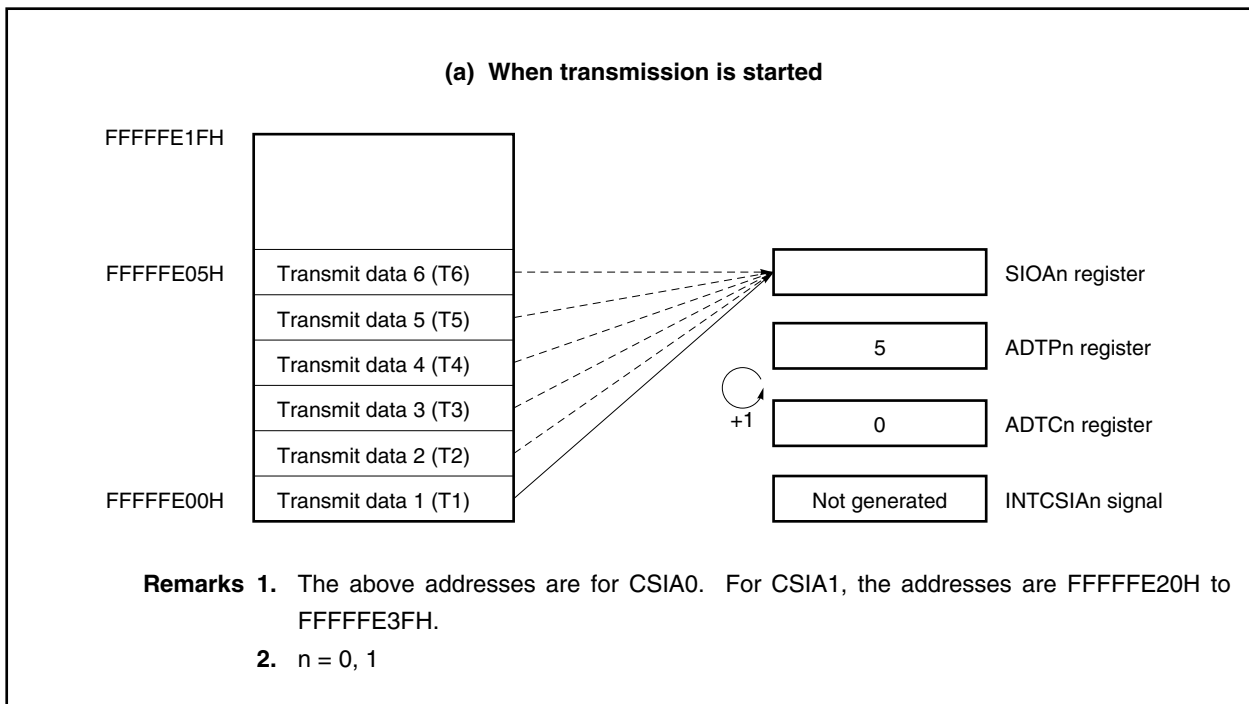 (a) When transmission is started
FFFFFE1FH
FFFFFE05H
Transmit data 6 (T6)
SIOAn register
Transmit data 5 (T5)
5
ADTPn register
Transmit data 4 (T4)
Transmit data 3 (T3)
+1
0
ADTCn register
Transmit data 2 (T2)
FFFFFE00H
Transmit data 1 (T1)
Not generated
INTCSIAn signal
Remarks 1. The above addresses are for CSIA0. For CSIA1, the addresses are FFFFFE20H to
FFFFFE3FH.
2. n = 0, 1